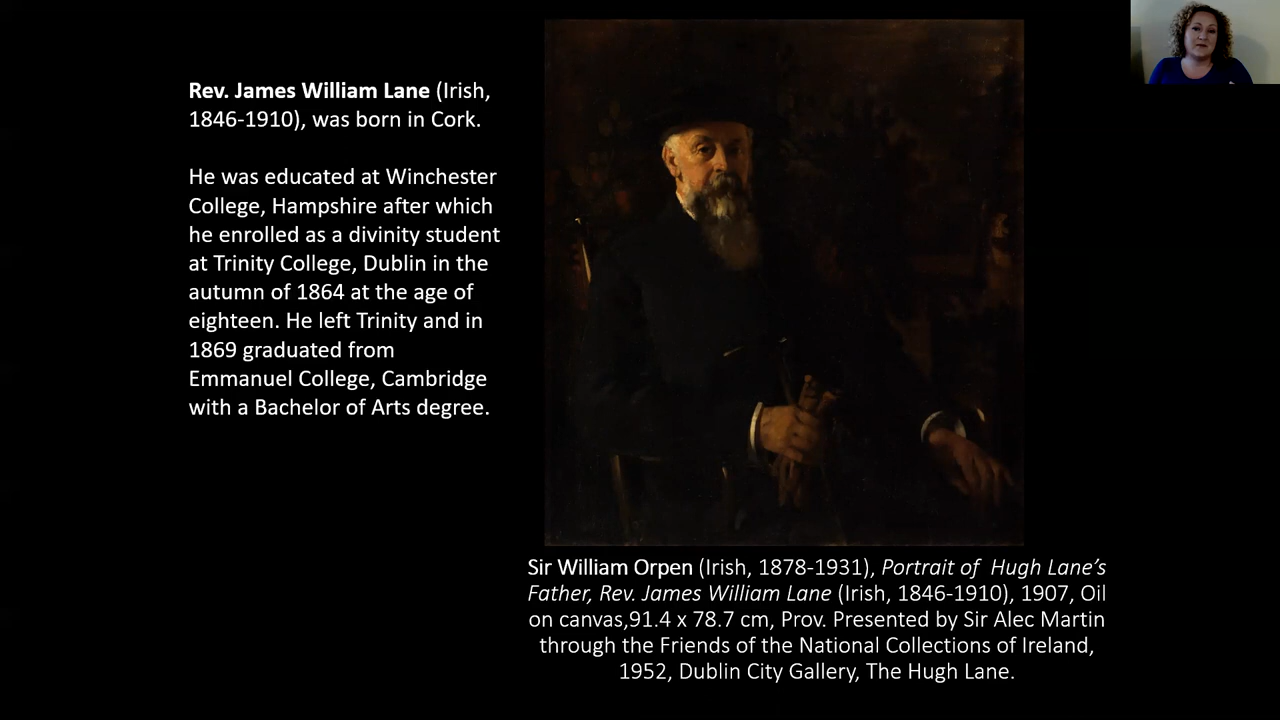 Rev. James William Lane (Irish,
1846-1910), was born in Cork.
He was educated at Winchester
College, Hampshire after which
he enrolled as a divinity student
at Trinity College, Dublin in the
autumn of 1864 at the age of
eighteen. He left Trinity and in
1869 graduated from
Emmanuel College, Cambridge
with a Bachelor of Arts degree.
Sir William Orpen (Irish, 1878-1931), Portrait of  Hugh Lane’s
Father, Rev. James William Lane (Irish, 1846-1910), 1907, Oil
on canvas,91.4 x 78.7 cm, Prov. Presented by Sir Alec Martin
through the Friends of the National Collections of Ireland,
1952, Dublin City Gallery, The Hugh Lane.